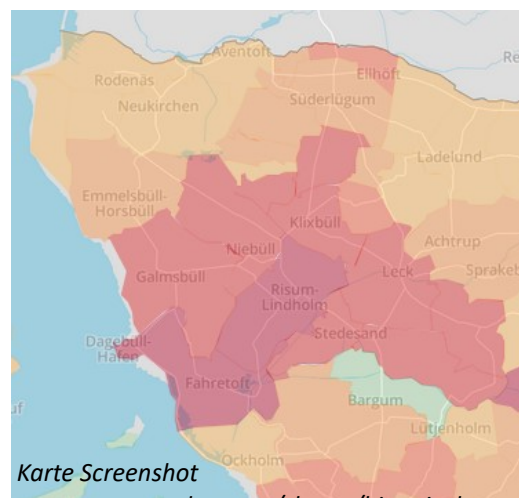 Aventoft
Rodenäs
Ellhöft
Süderlügum
Neukirchen
Ladelund
Emmelsbüll-
Horsbüll
Klixbüll
Achtrup
Niebüll
Galmsbüll
Leck
Sprakeb
Risum-
Lindholm
Stedesand
Dagebüll-
Hafen
Fahretoft
Bargum
Lütjenholm
Ockholm
Karte Screenshot